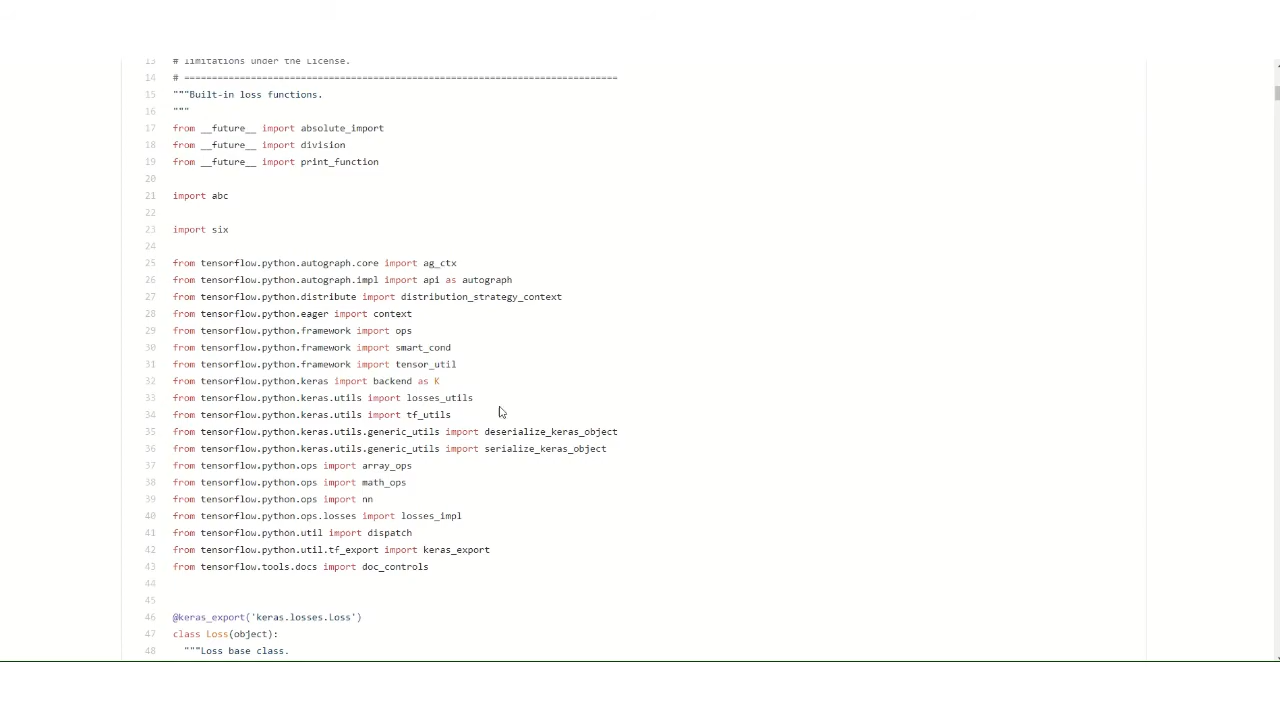 13 # limitations under the License.
14 # ==============================================================================
15 """Built-in loss functions.
16 """
17 from __future__ import absolute_import
18 from __future__ import division
19 from __future__ import print_function
20
21 import abc
22
23 import six
24
25 from tensorflow.python.autograph.core import ag_ctx
26 from tensorflow.python.autograph.impl import api as autograph
27 from tensorflow.python.distribute import distribution_strategy_context
28 from tensorflow.python.eager import context
29 from tensorflow.python.framework import ops
30 from tensorflow.python.framework import smart_cond
31 from tensorflow.python.framework import tensor_util
32 from tensorflow.python.keras import backend as K
33 from tensorflow.python.keras.utils import losses_utils
34 from tensorflow.python.keras.utils import tf_utils
35 from tensorflow.python.keras.utils.generic_utils import deserialize_keras_object
36 from tensorflow.python.keras.utils.generic_utils import serialize_keras_object
37 from tensorflow.python.ops import array_ops
38 from tensorflow.python.ops import math_ops
39 from tensorflow.python.ops import nn
40 from tensorflow.python.ops.losses import losses_impl
41 from tensorflow.python.util import dispatch
42 from tensorflow.python.util.tf_export import keras_export
43 from tensorflow.tools.docs import doc_controls
44
45
46 @keras_export('keras.losses.Loss')
47 class Loss(object):
48 """Loss base class.